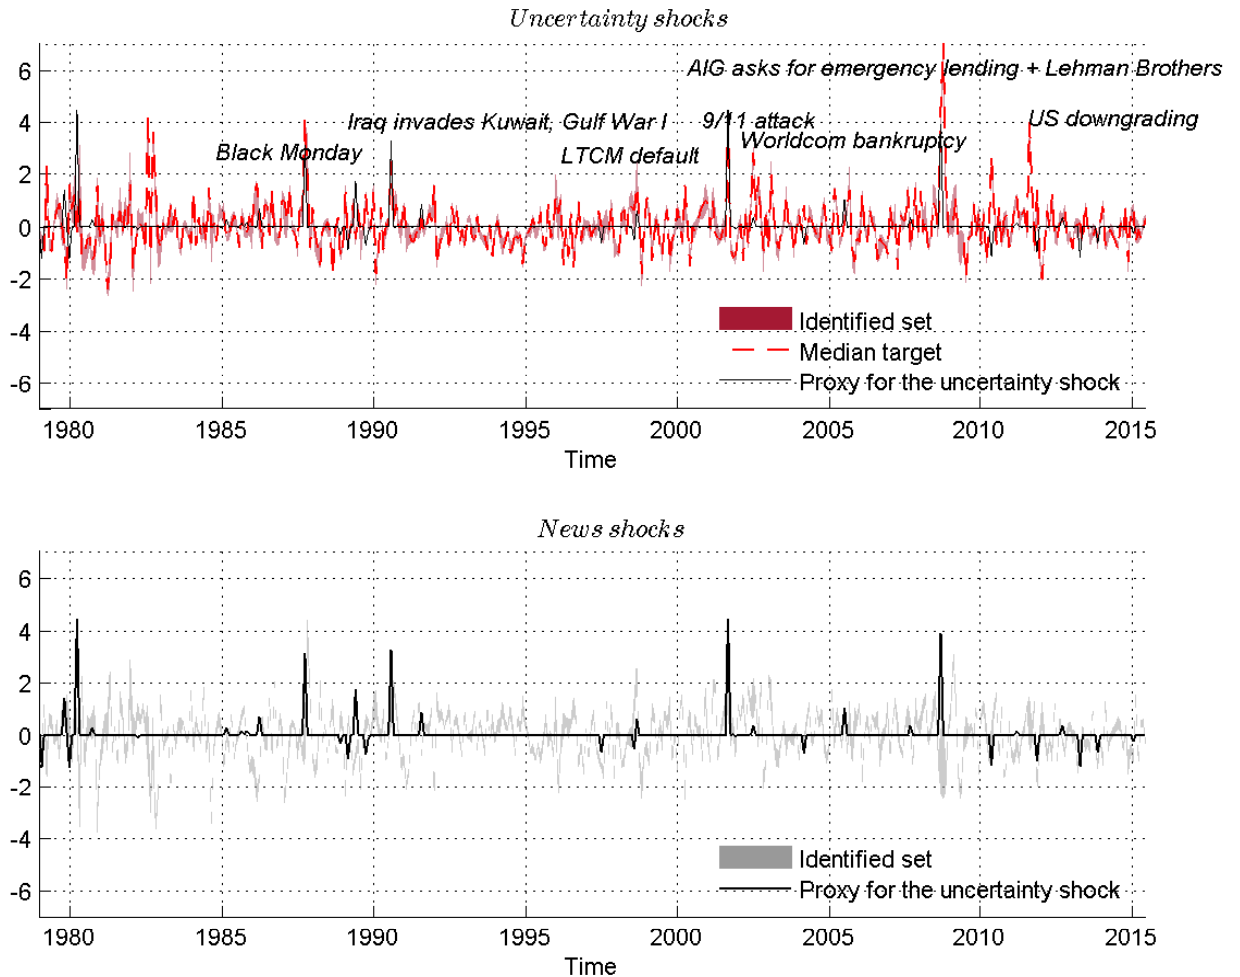 Uncertainty shocks
6
4
2
0
-2
-4
-6
AIG asks for emergency lending + Lehman Brothers
Iraq invades Kuwait, Gulf War I
9/11 attack
US downgrading
Black Monday
LTCM default
Worldcom bankruptcy
Identified set
Median target
Proxy for the uncertainty shock
1980 1985 1990 1995 2000 2005 2010 2015
Time
News shocks
6
4
2
0
-2
-4
-6
Identified set
Proxy for the uncertainty shock
1980 1985 1990 1995 2000 2005 2010 2015
Time